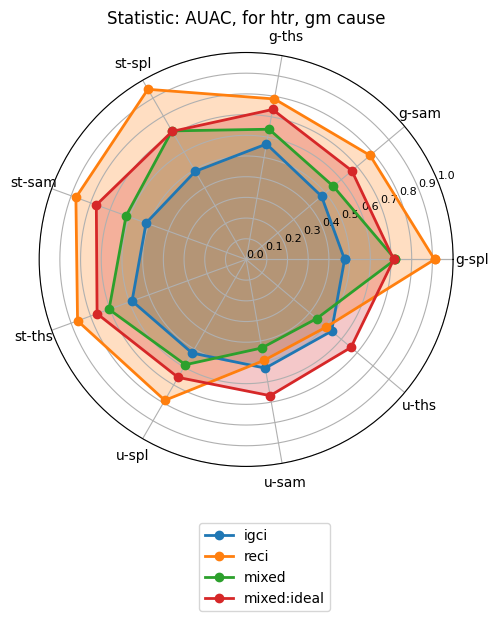 Statistic: AUAC, for htr, gm cause
g-ths
st-spl
g-sam
st-sam
1.0
0.9
0.8
0.7
0.6
0.5
0.4
0.3
0.2
0.1
0.0
g-spl
st-ths
u-ths
u-spl
u-sam
igci
reci
mixed
mixed:ideal